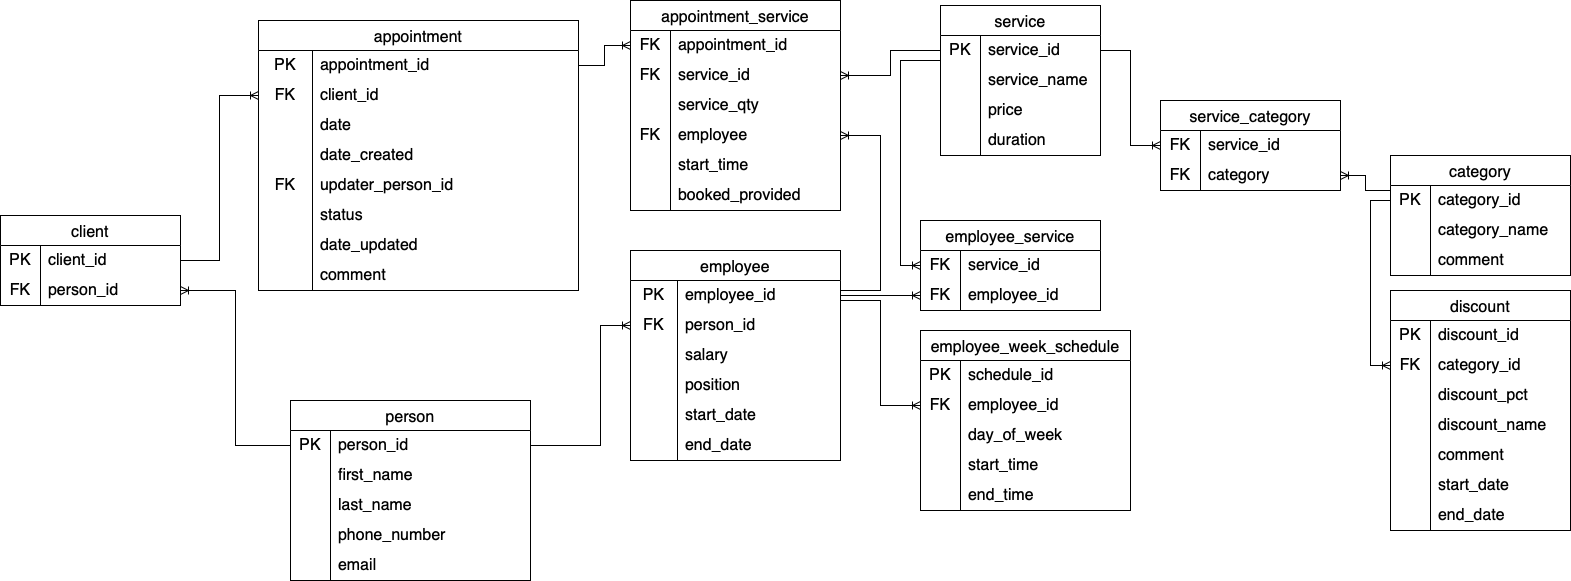 appointment
PK appointment_id
FK client_id
date
date_created
FK updater_person_id
status
date_updated
comment
appointment_service
FK appointment_id
FK service_id
service_qty
FK employee
start_time
booked_provided
service
PK service_id
service_name
price
duration
service_category
FK service_id
FK category
category
PK category_id
category_name
comment
client
PK client_id
FK person_id
employee
PK employee_id
FK person_id
salary
position
start_date
end_date
employee_service
FK service_id
FK employee_id
employee_week_schedule
PK schedule_id
FK employee_id
day_of_week
start_time
end_time
discount
PK discount_id
FK category_id
discount_pct
discount_name
comment
start_date
end_date
person
PK person_id
first_name
last_name
phone_number
email